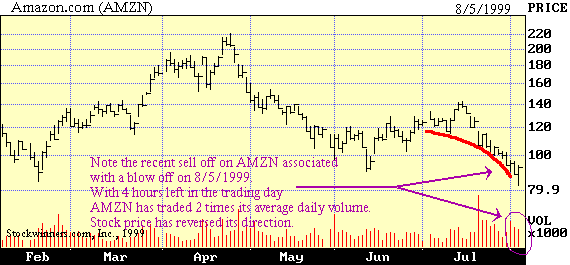 Amazon.com (AMZN) 8/5/1999 PRICE
220
200
180
160
140
120
100
79.9
Note the recent sell off on AMZN associated
with a blow off on 8/5/1999.
With 4 hours left in the trading day
AMZN has traded 2 times its average daily volume.
Stock price has reversed its direction.
VOL
x1000
Stockwinners.com, Inc., 1999
Feb Mar Apr May Jun Jul